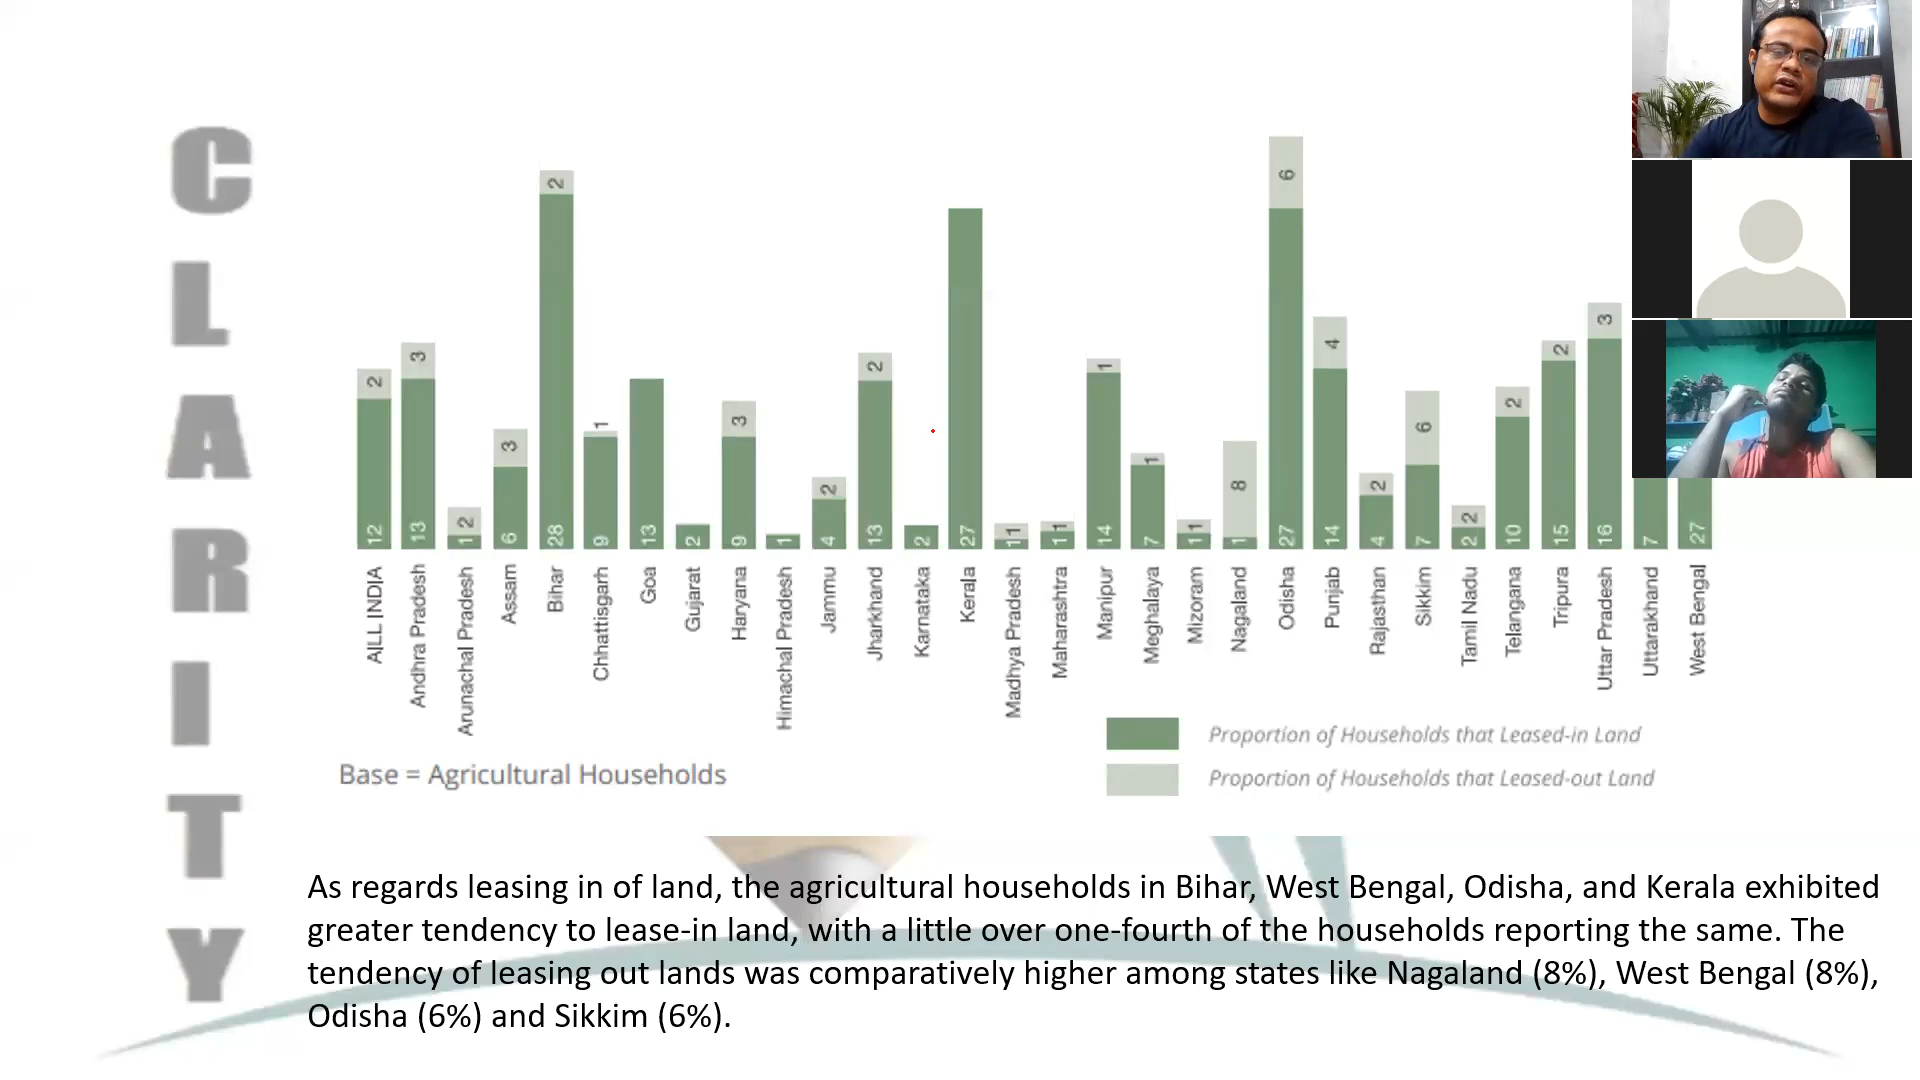 CLARITY
2 3 2 3 2 1 3 2 2 1 1 1 1 8 6 4 2 6 2 2 2 3
12 13 1 6 28 9 13 2 9 1 4 13 2 27 1 1 14 7 1 1 27 14 4 7 2 10 15 16 7 27
ALL INDIA
Andhra Pradesh
Arunachal Pradesh
Assam
Bihar
Chhattisgarh
Goa
Gujarat
Haryana
Himachal Pradesh
Jammu
Jharkhand
Karnataka
Kerala
Madhya Pradesh
Maharashtra
Manipur
Meghalaya
Mizoram
Nagaland
Odisha
Punjab
Rajasthan
Sikkim
Tamil Nadu
Telangana
Tripura
Uttar Pradesh
Uttarakhand
West Bengal
Proportion of Households that Leased-in Land
Proportion of Households that Leased-out Land
Base = Agricultural Households
As regards leasing in of land, the agricultural households in Bihar, West Bengal, Odisha, and Kerala exhibited
greater tendency to lease-in land, with a little over one-fourth of the households reporting the same. The
tendency of leasing out lands was comparatively higher among states like Nagaland (8%), West Bengal (8%),
Odisha (6%) and Sikkim (6%).